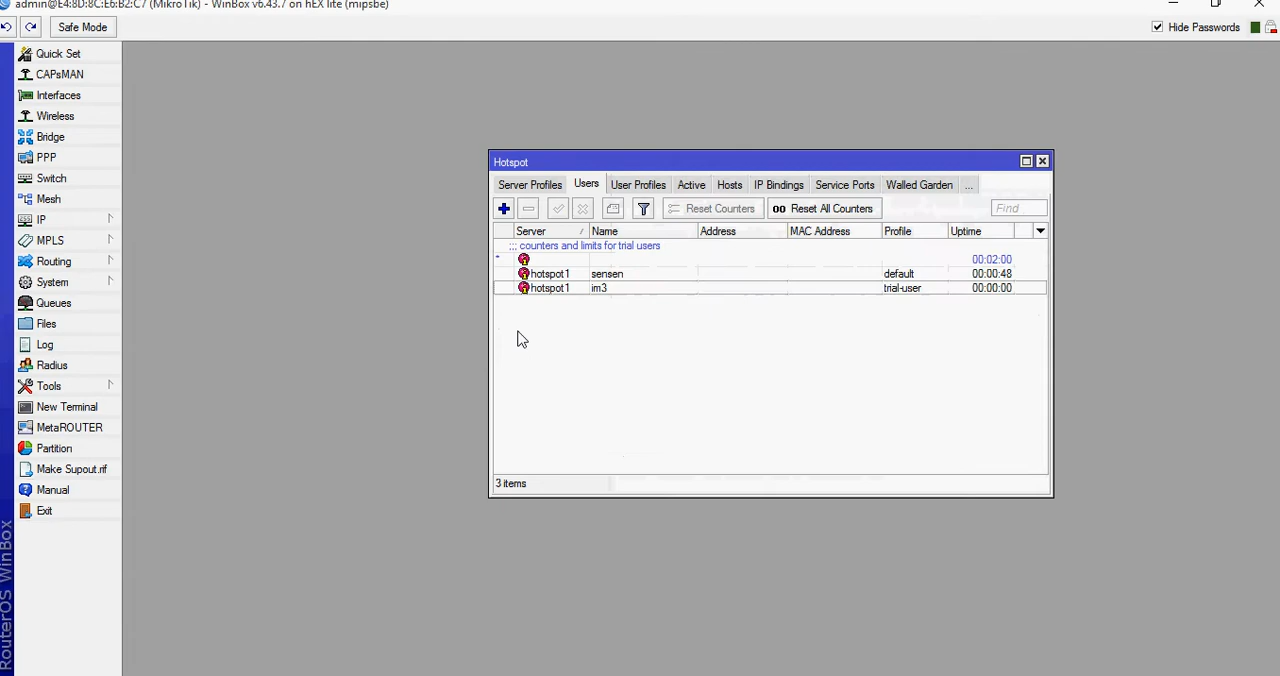 admin@E4:8D:8C:E6:B2:C7 (MikroTik) - WinBox v6.43.7 on hEX lite (mipsbe)
Safe Mode
Hide Passwords
Quick Set
CAPsMAN
Interfaces
Wireless
Bridge
PPP
Switch
Mesh
IP
MPLS
Routing
System
Queues
Files
Log
Radius
Tools
New Terminal
MetaROUTER
Partition
Make Supout.rif
Manual
Exit
RouterOS WinBox
Hotspot
Server Profiles Users User Profiles Active Hosts IP Bindings Service Ports Walled Garden ...
Reset Counters 00 Reset All Counters Find
Server Name Address MAC Address Profile Uptime
::: counters and limits for trial users
00:02:00
hotspot1 sensen default 00:00:48
hotspot1 im3 trial-user 00:00:00
3 items